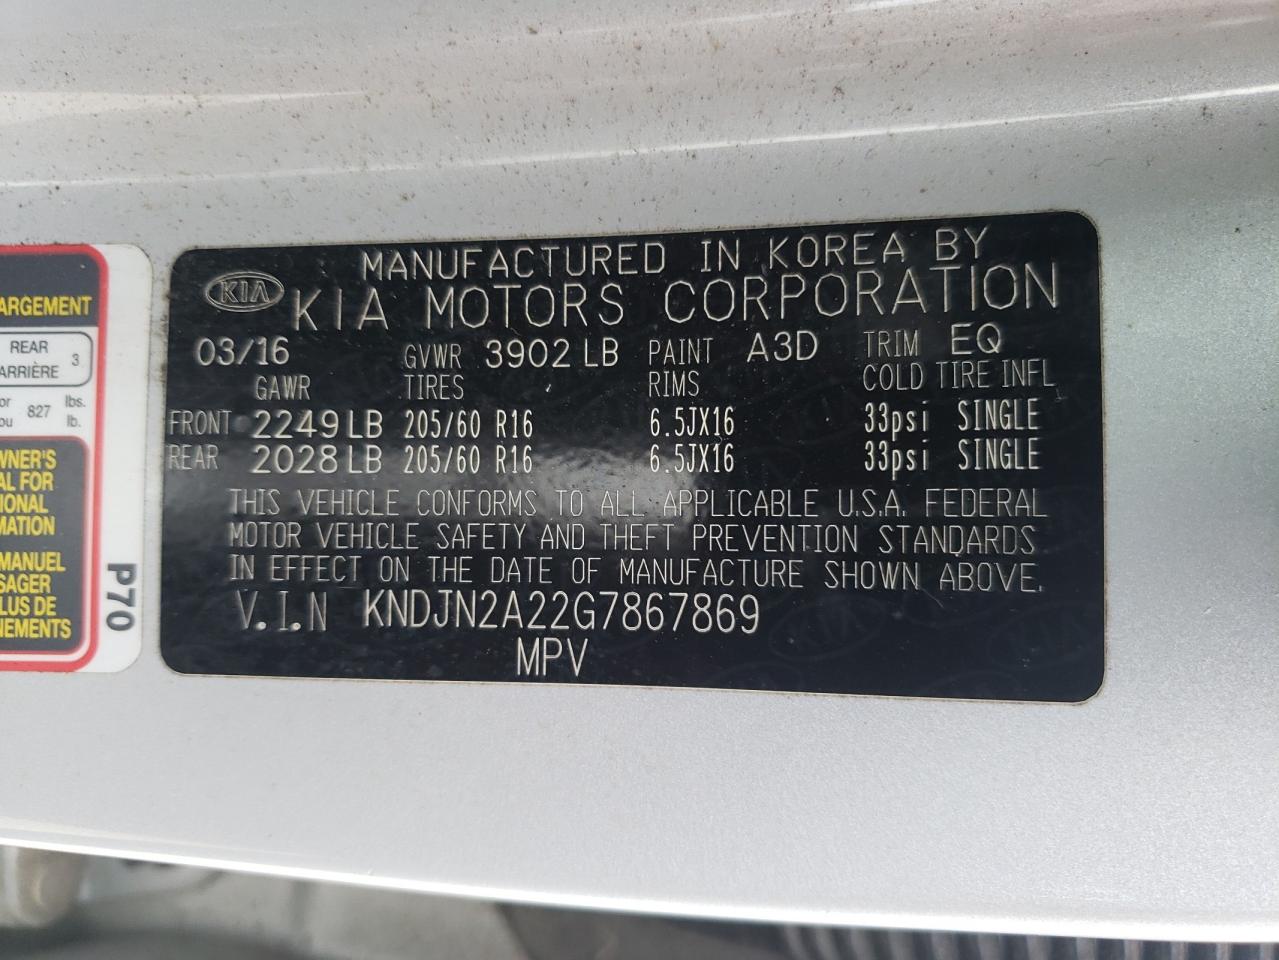 MANUFACTURED IN KOREA BY
KIA
KIA MOTORS CORPORATION
03/16 GVWR 3902 LB PAINT A3D TRIM EQ
GAWR TIRES RIMS COLD TIRE INFL
FRONT 2249 LB 205/60 R16 6.5JX16 33psi SINGLE
REAR 2028 LB 205/60 R16 6.5JX16 33psi SINGLE
THIS VEHICLE CONFORMS TO ALL APPLICABLE U.S.A. FEDERAL
MOTOR VEHICLE SAFETY AND THEFT PREVENTION STANDARDS
IN EFFECT ON THE DATE OF MANUFACTURE SHOWN ABOVE.
V.I.N KNDJN2A22G7867869
MPV
ARGEMENT
REAR 3
ARRIÈRE
or 827 lbs.
ou lb.
WNER'S
AL FOR
IONAL
MATION
MANUEL
SAGER
LUS DE
NEMENTS
P70